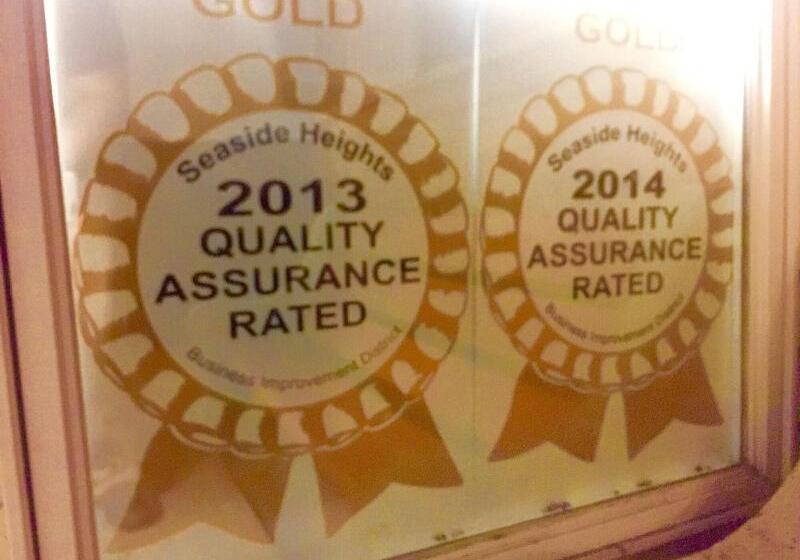 GOLD
Seaside Heights
2013
QUALITY
ASSURANCE
RATED
Business Improvement District
GOLD
Seaside Heights
2014
QUALITY
ASSURANCE
RATED
Business Improvement District